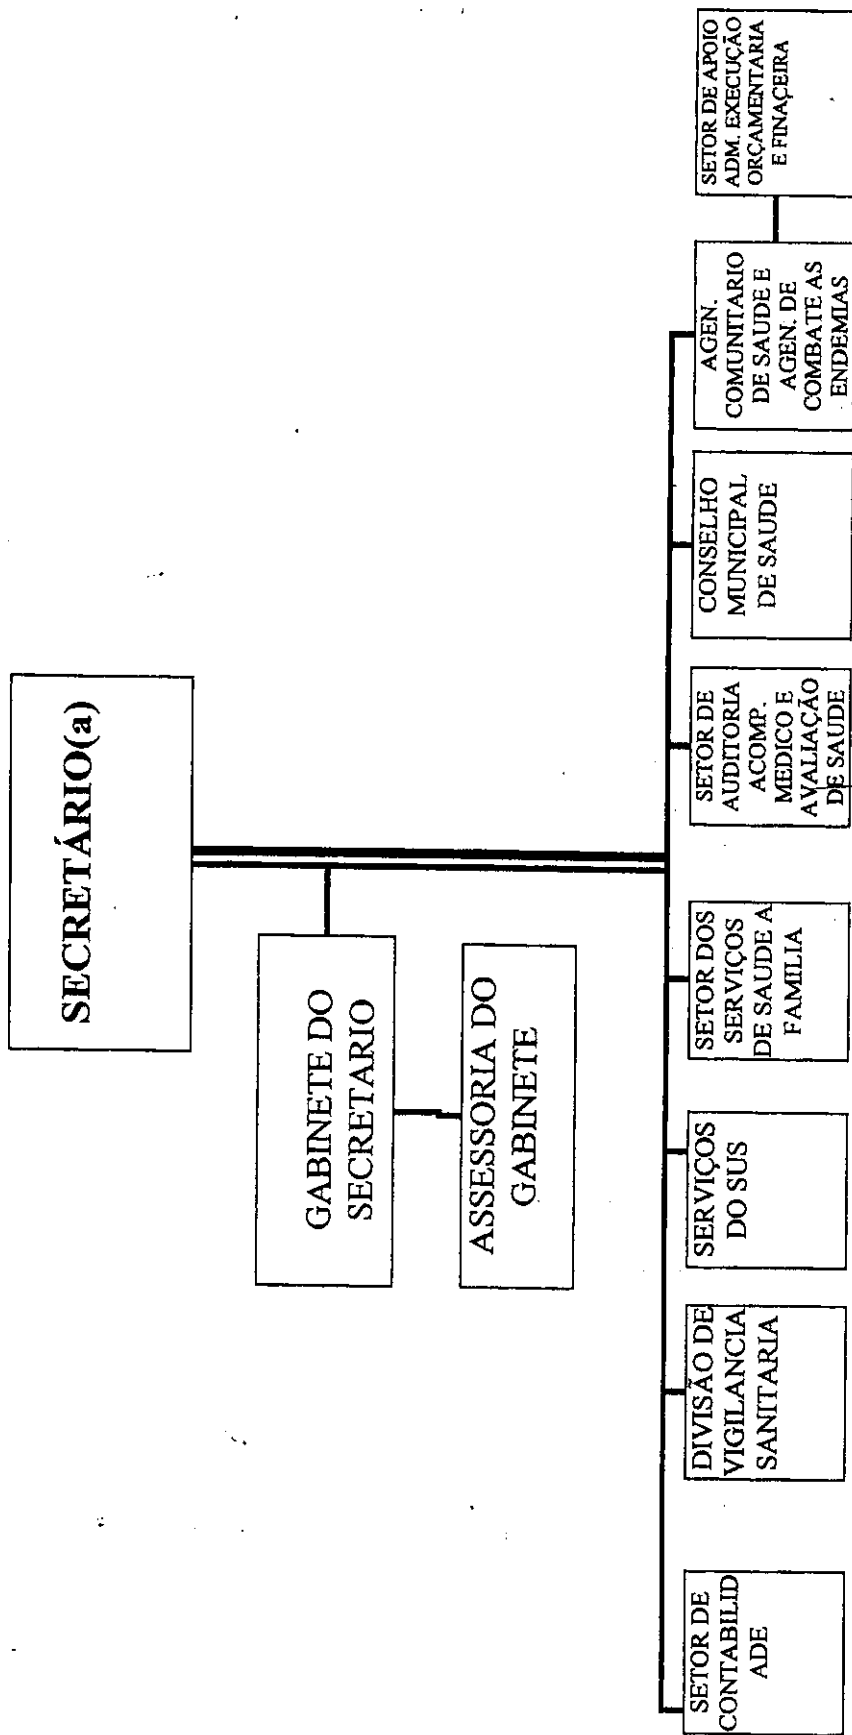 SECRETÁRIO(a)
GABINETE DO
SECRETARIO
ASSESSORIA DO
GABINETE
SETOR DE
CONTABILID
ADE
DIVISÃO DE
VIGILANCIA
SANITARIA
SERVIÇOS
DO SUS
SETOR DOS
SERVIÇOS
DE SAUDE A
FAMILIA
SETOR DE
AUDITORIA
ACOMP.
MEDICO E
AVALIAÇÃO
DE SAUDE
CONSELHO
MUNICIPAL
DE SAUDE
AGEN.
COMUNITARIO
DE SAUDE E
AGEN. DE
COMBATE AS
ENDEMIAS
SETOR DE APOIO
ADM. EXECUÇÃO
ORÇAMENTARIA
E FINAÇEIRA